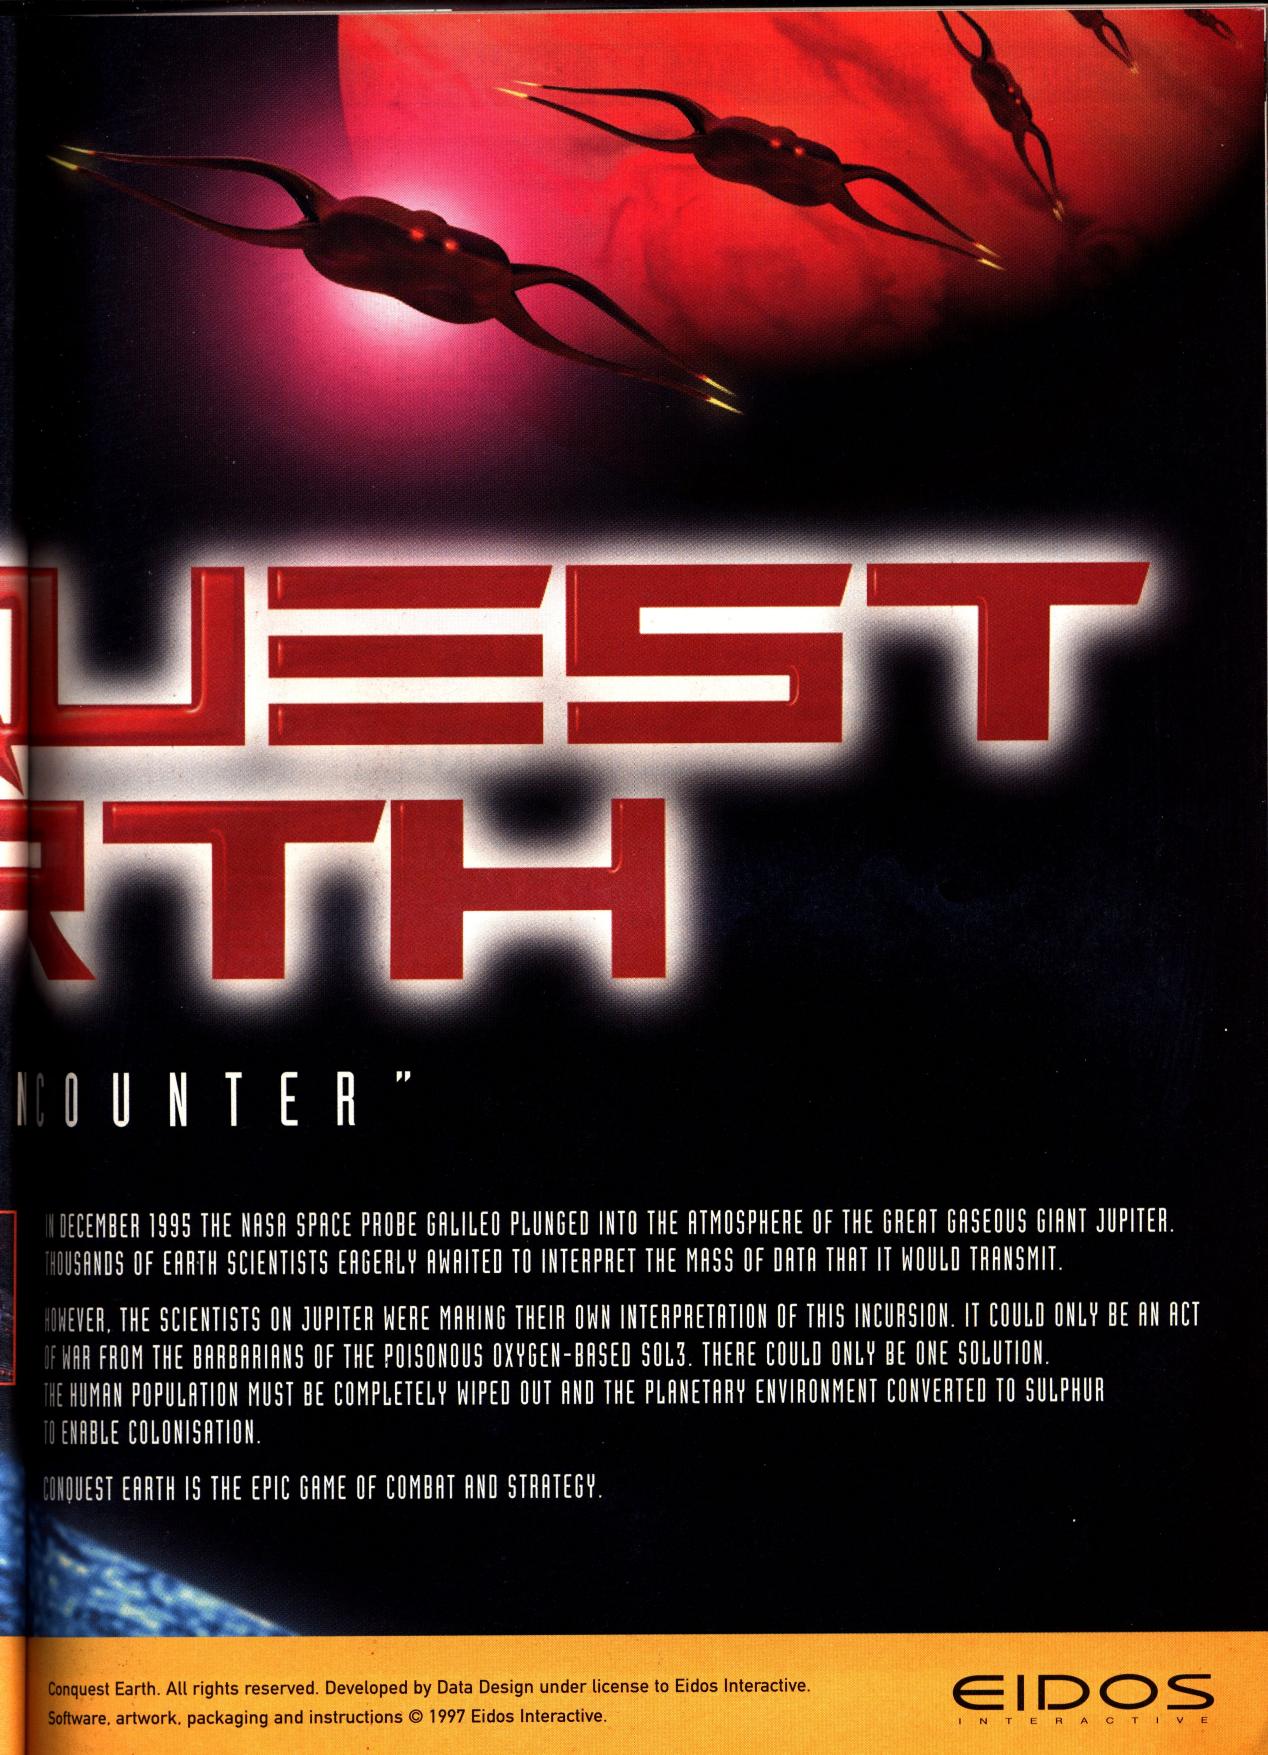 UEST
RTH
NCOUNTER"
IN DECEMBER 1995 THE NASA SPACE PROBE GALILEO PLUNGED INTO THE ATMOSPHERE OF THE GREAT GASEOUS GIANT JUPITER.
THOUSANDS OF EARTH SCIENTISTS EAGERLY AWAITED TO INTERPRET THE MASS OF DATA THAT IT WOULD TRANSMIT.
HOWEVER, THE SCIENTISTS ON JUPITER WERE MAKING THEIR OWN INTERPRETATION OF THIS INCURSION. IT COULD ONLY BE AN ACT
OF WAR FROM THE BARBARIANS OF THE POISONOUS OXYGEN-BASED SOL3. THERE COULD ONLY BE ONE SOLUTION.
THE HUMAN POPULATION MUST BE COMPLETELY WIPED OUT AND THE PLANETARY ENVIRONMENT CONVERTED TO SULPHUR
TO ENABLE COLONISATION.
CONQUEST EARTH IS THE EPIC GAME OF COMBAT AND STRATEGY.
Conquest Earth. All rights reserved. Developed by Data Design under license to Eidos Interactive.
Software, artwork, packaging and instructions © 1997 Eidos Interactive.
EIDOS
INTERACTIVE